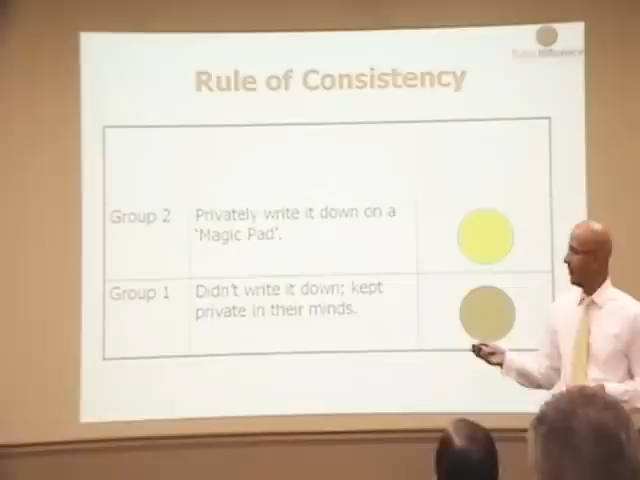 Rule of Consistency
Group 2
Privately write it down on a
'Magic Pad'.
Group 1
Didn't write it down; kept
private in their minds.